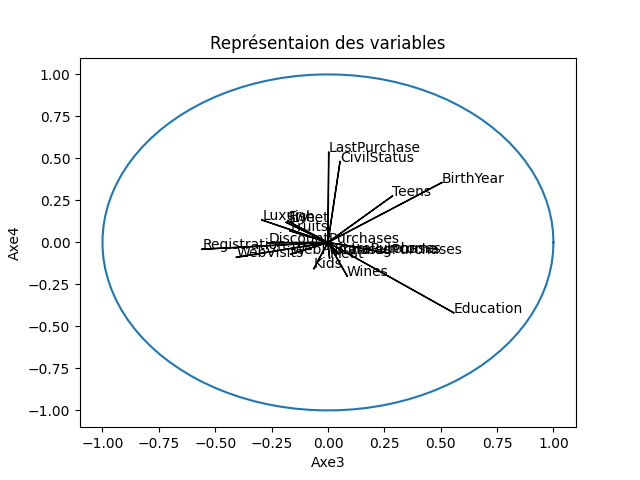 Représentaion des variables
1.00
0.75
0.50
0.25
0.00
−0.25
−0.50
−0.75
−1.00
Axe4
LastPurchase
CivilStatus
BirthYear
Teens
Luxury
Sweet
Fruits
DiscountPurchases
Registration
WebVisits
Meat
Kids
Wines
Education
−1.00
−0.75
−0.50
−0.25
0.00
0.25
0.50
0.75
1.00
Axe3